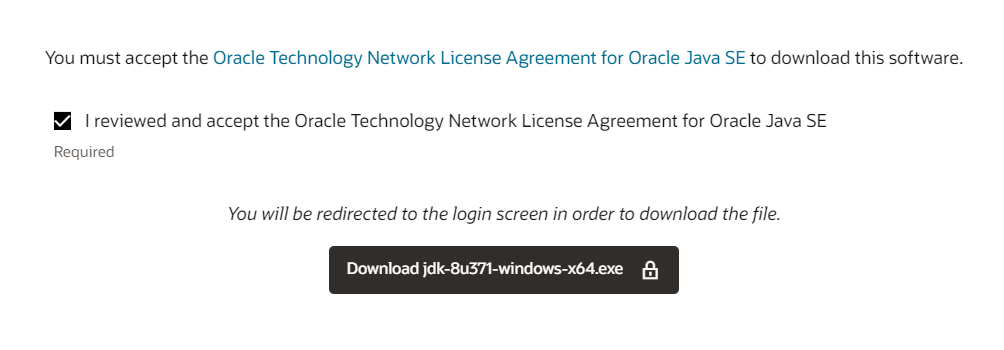 You must accept the Oracle Technology Network License Agreement for Oracle Java SE to download this software.
I reviewed and accept the Oracle Technology Network License Agreement for Oracle Java SE
Required
You will be redirected to the login screen in order to download the file.
Download jdk-8u371-windows-x64.exe